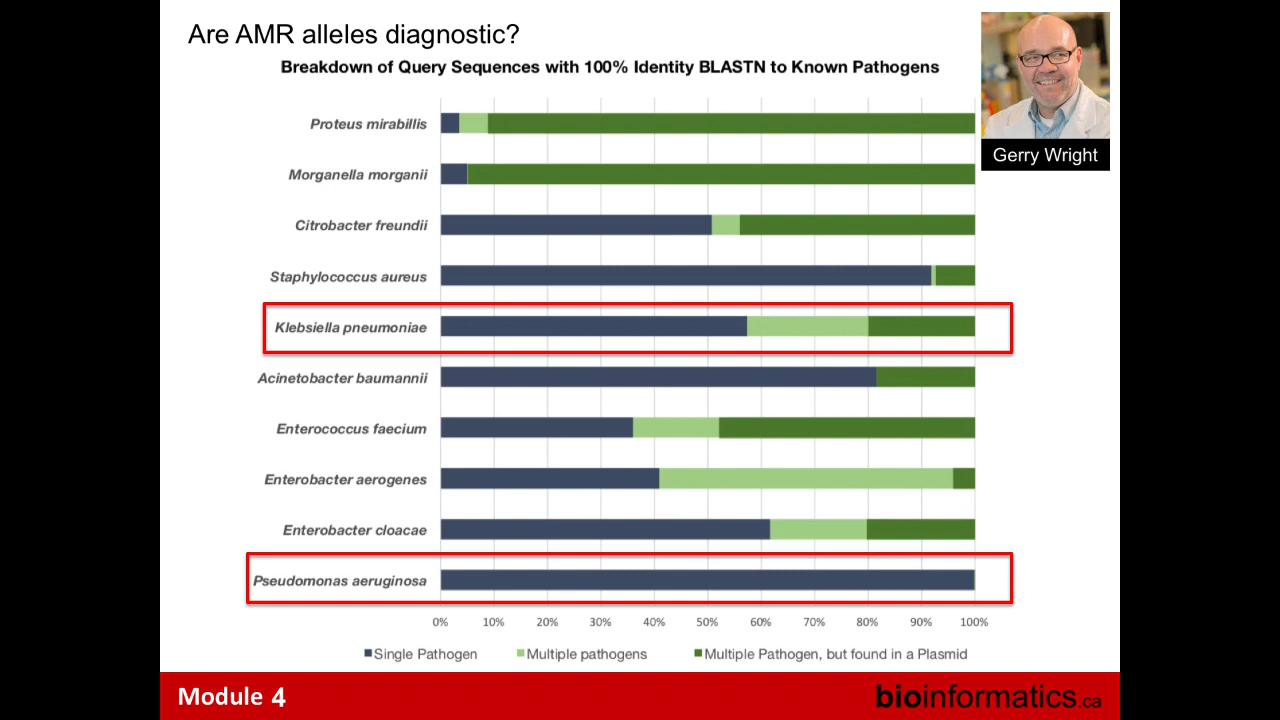 Are AMR alleles diagnostic?
Breakdown of Query Sequences with 100% Identity BLASTN to Known Pathogens
Gerry Wright
Proteus mirabillis
Morganella morganii
Citrobacter freundii
Staphylococcus aureus
Klebsiella pneumoniae
Acinetobacter baumannii
Enterococcus faecium
Enterobacter aerogenes
Enterobacter cloacae
Pseudomonas aeruginosa
0% 10% 20% 30% 40% 50% 60% 70% 80% 90% 100%
Single Pathogen Multiple pathogens Multiple Pathogen, but found in a Plasmid
Module 4 bioinformatics.ca